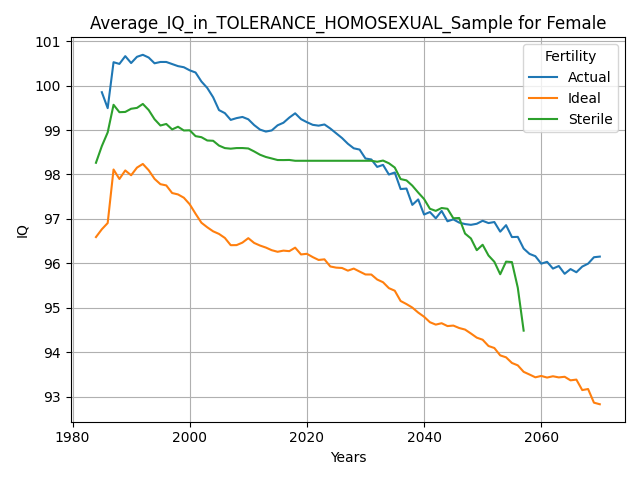 Average_IQ_in_TOLERANCE_HOMOSEXUAL_Sample for Female
101
100
99
98
97
96
95
94
93
IQ
1980
2000
2020
2040
2060
Years
Fertility
Actual
Ideal
Sterile